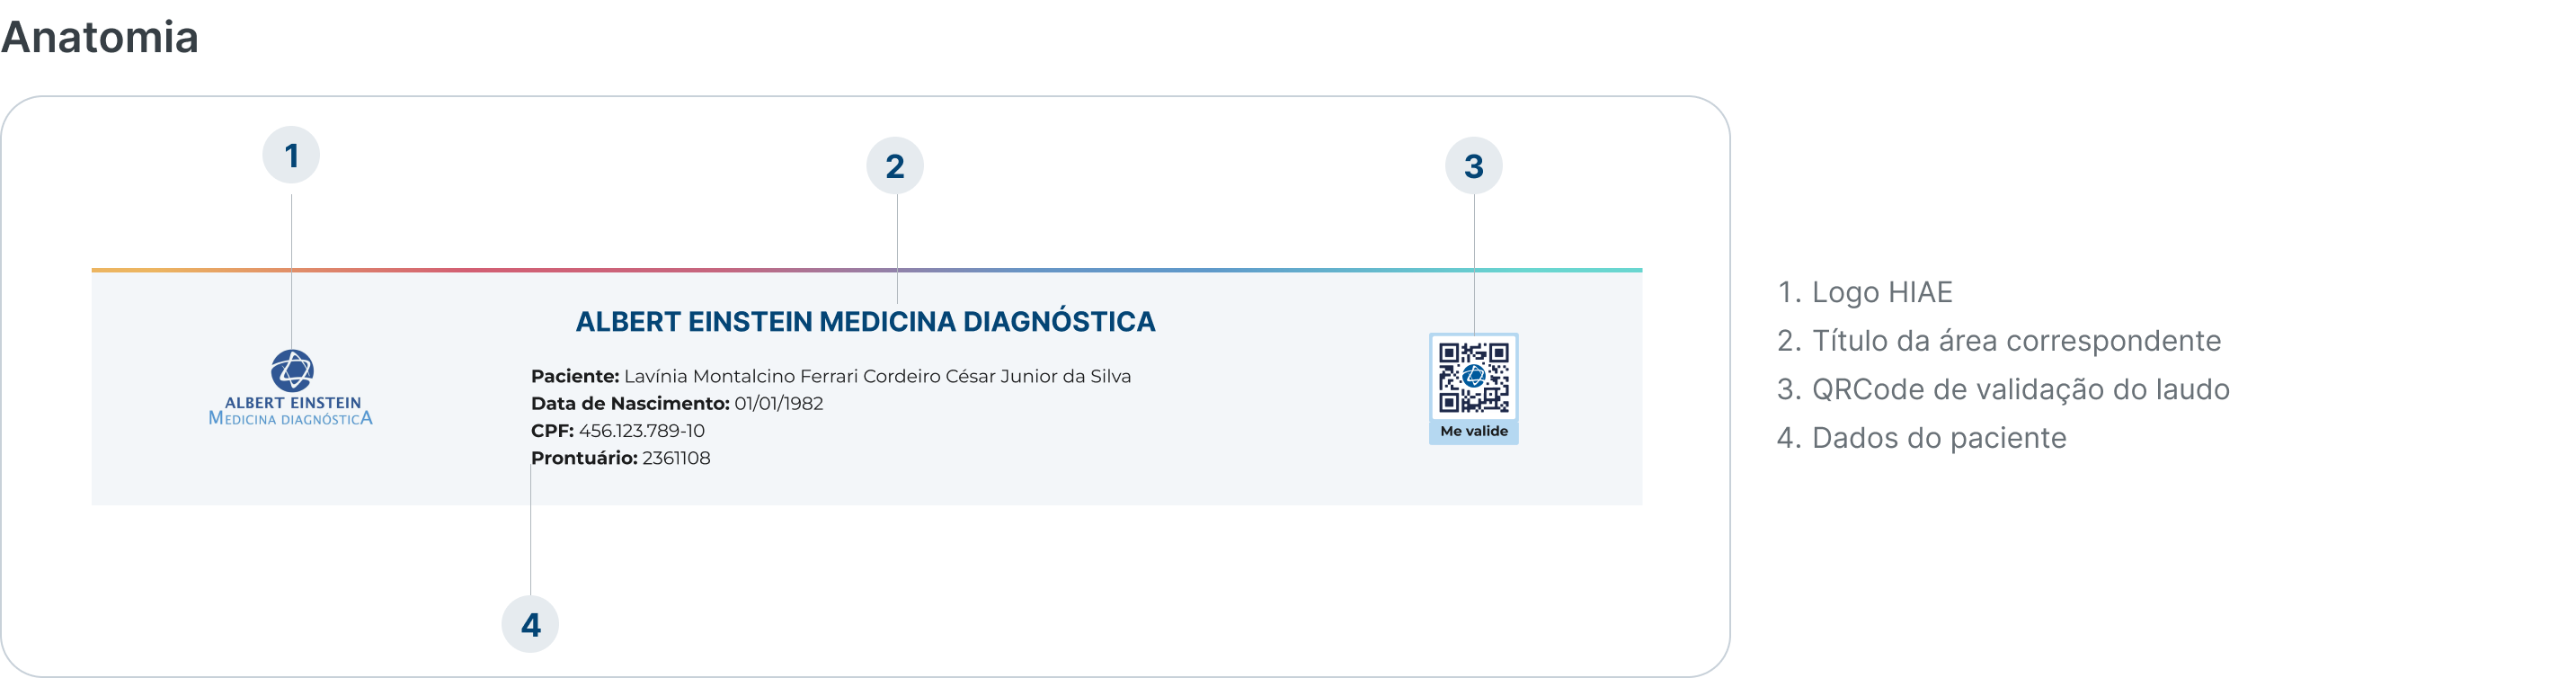 Anatomia
1
2
3
ALBERT EINSTEIN MEDICINA DIAGNÓSTICA
ALBERT EINSTEIN
MEDICINA DIAGNÓSTICA
Paciente: Lavínia Montalcino Ferrari Cordeiro César Junior da Silva
Data de Nascimento: 01/01/1982
CPF: 456.123.789-10
Prontuário: 2361108
Me valide
4
1. Logo HIAE
2. Título da área correspondente
3. QRCode de validação do laudo
4. Dados do paciente